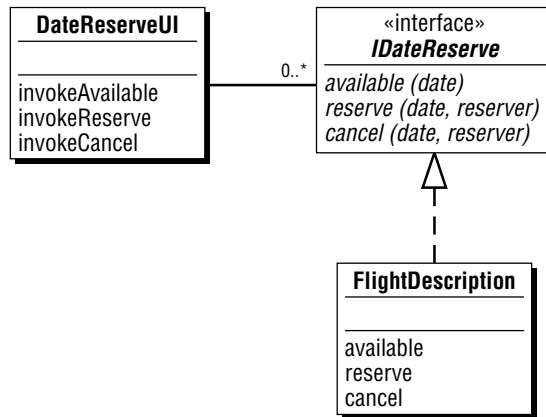 DateReserveUI
invokeAvailable
invokeReserve
invokeCancel
0..*
«interface»
IDateReserve
available (date)
reserve (date, reserver)
cancel (date, reserver)
FlightDescription
available
reserve
cancel